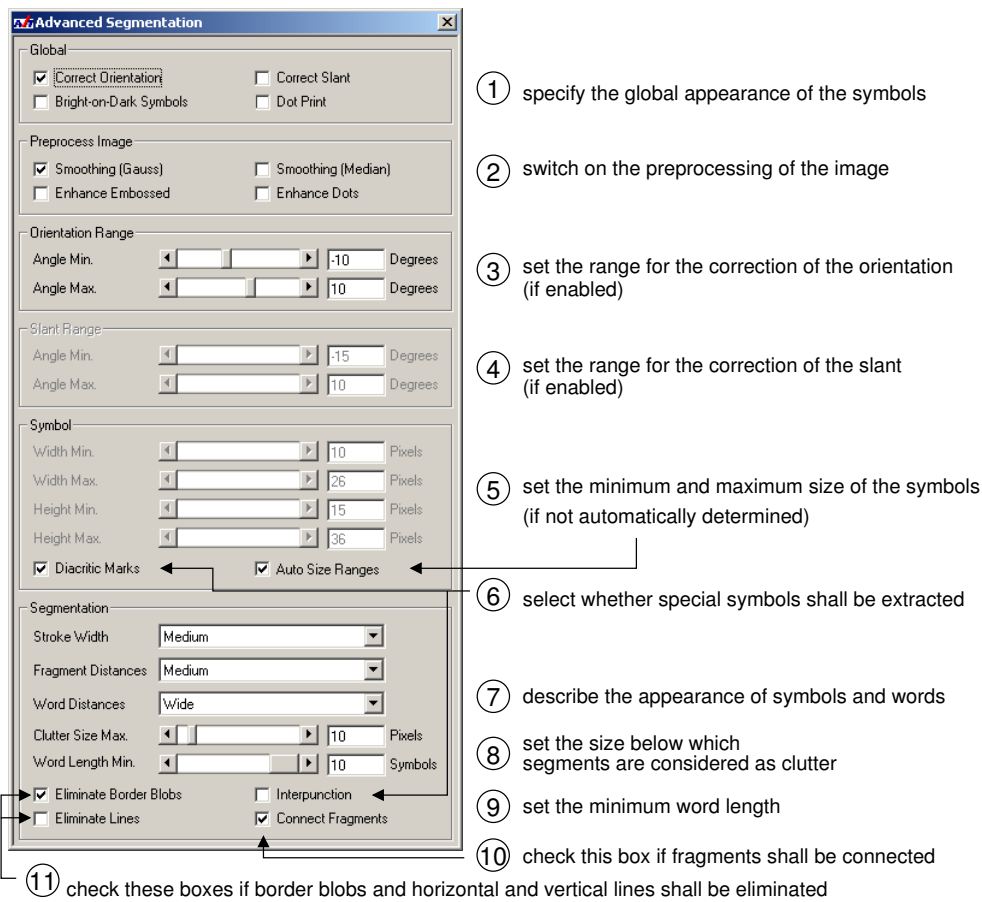 Advanced Segmentation
Global
Correct Orientation Correct Slant
Bright-on-Dark Symbols Dot Print
1 specify the global appearance of the symbols
Preprocess Image
Smoothing (Gauss) Smoothing (Median)
Enhance Embossed Enhance Dots
2 switch on the preprocessing of the image
Orientation Range
Angle Min. -10 Degrees
Angle Max. 10 Degrees
3 set the range for the correction of the orientation
(if enabled)
Slant Range
Angle Min. -15 Degrees
Angle Max. 10 Degrees
4 set the range for the correction of the slant
(if enabled)
Symbol
Width Min. 10 Pixels
Width Max. 26 Pixels
Height Min. 15 Pixels
Height Max. 36 Pixels
Diacritic Marks Auto Size Ranges
5 set the minimum and maximum size of the symbols
(if not automatically determined)
6 select whether special symbols shall be extracted
Segmentation
Stroke Width Medium
Fragment Distances Medium
Word Distances Wide
Clutter Size Max. 10 Pixels
Word Length Min. 10 Symbols
Eliminate Border Blobs Interpunction
Eliminate Lines Connect Fragments
7 describe the appearance of symbols and words
8 set the size below which
segments are considered as clutter
9 set the minimum word length
10 check this box if fragments shall be connected
11 check these boxes if border blobs and horizontal and vertical lines shall be eliminated